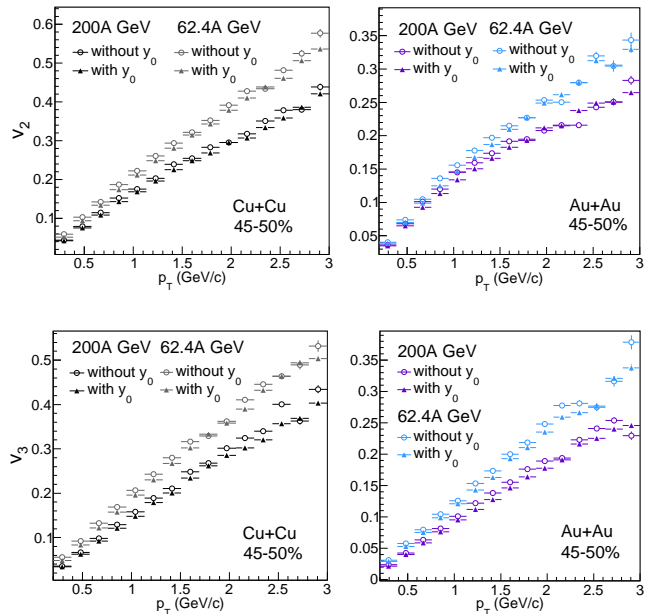 200A GeV 62.4A GeV
without y0 without y0
with y0 with y0
v2
0.6
0.5
0.4
0.3
0.2
0.1
Cu+Cu
45-50%
0.5 1 1.5 2 2.5 3
pT (GeV/c)
200A GeV 62.4A GeV
without y0 without y0
with y0 with y0
0.35
0.3
0.25
0.2
0.15
0.1
0.05
Au+Au
45-50%
0.5 1 1.5 2 2.5 3
pT (GeV/c)
200A GeV 62.4A GeV
without y0 without y0
with y0 with y0
v3
0.5
0.4
0.3
0.2
0.1
Cu+Cu
45-50%
0.5 1 1.5 2 2.5 3
pT (GeV/c)
200A GeV
without y0
with y0
62.4A GeV
without y0
with y0
0.35
0.3
0.25
0.2
0.15
0.1
0.05
0
Au+Au
45-50%
0.5 1 1.5 2 2.5 3
pT (GeV/c)